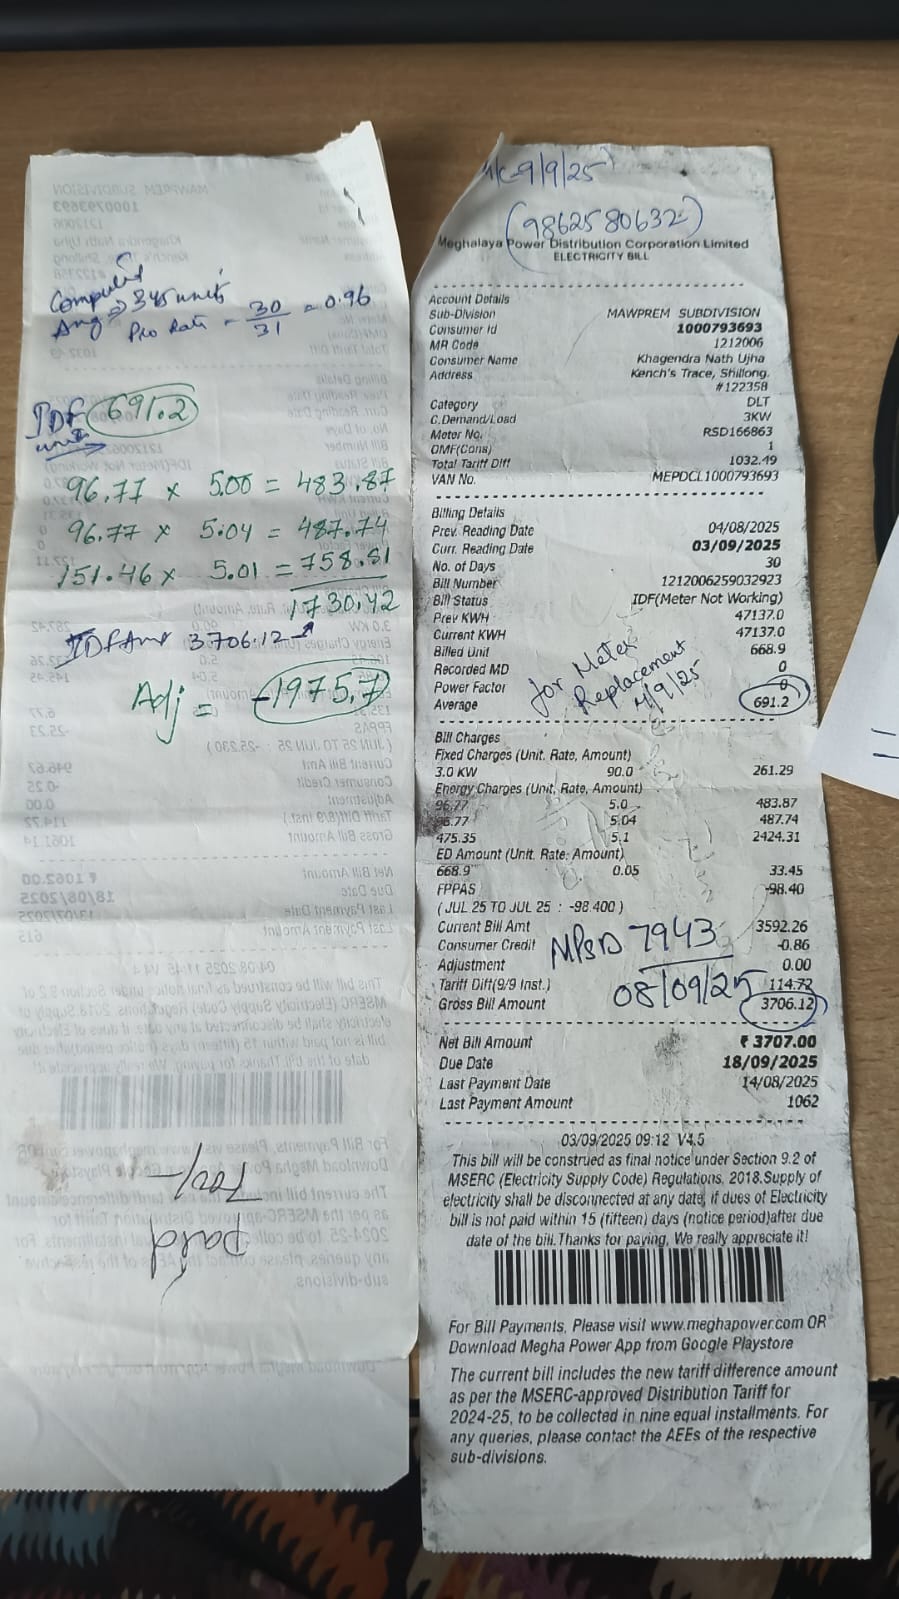 Computed
Avg => 345 units
Pro Rata - 30/31 = 0.96
IDF 691.2
units
96.77 x 5.00 = 483.87
96.77 x 5.04 = 487.74
151.46 x 5.01 = 758.81
1730.42
IDF Amt 3706.12
Adj = -1975.7
700/-
paid
9/9/25
(9862580632)
Meghalaya Power Distribution Corporation Limited
ELECTRICITY BILL
Account Details
Sub-Division MAWPREM SUBDIVISION
Consumer Id 1000793693
MR Code 1212006
Consumer Name Khagendra Nath Ujha
Address Kench's Trace, Shillong.
#122358
Category DLT
C.Demand/Load 3KW
Meter No. RSD166863
OMF(Cons) 1
Total Tariff Diff 1032.49
VAN No. MEPDCL1000793693
Billing Details
Prev. Reading Date 04/08/2025
Curr. Reading Date 03/09/2025
No. of Days 30
Bill Number 1212006259032923
Bill Status IDF(Meter Not Working)
Prev KWH 47137.0
Current KWH 47137.0
Billed Unit 668.9
Recorded MD 0
Power Factor 0
Average 691.2
for Meter
Replacement
4/9/25
Bill Charges
Fixed Charges (Unit, Rate, Amount)
3.0 KW 90.0 261.29
Energy Charges (Unit, Rate, Amount)
96.77 5.0 483.87
96.77 5.04 487.74
475.35 5.1 2424.31
ED Amount (Unit, Rate, Amount)
668.9 0.05 33.45
FPPAS -98.40
( JUL 25 TO JUL 25 : -98.400 )
Current Bill Amt 3592.26
Consumer Credit -0.86
Adjustment 0.00
Tariff Diff(9/9 Inst.) 114.72
Gross Bill Amount 3706.12
7943
08/09/25
Net Bill Amount ₹ 3707.00
Due Date 18/09/2025
Last Payment Date 14/08/2025
Last Payment Amount 1062
03/09/2025 09:12 V4.5
This bill will be construed as final notice under Section 9.2 of
MSERC (Electricity Supply Code) Regulations, 2018.Supply of
electricity shall be disconnected at any date, if dues of Electricity
bill is not paid within 15 (fifteen) days (notice period)after due
date of the bill.Thanks for paying, We really appreciate it!
For Bill Payments, Please visit www.meghapower.com OR
Download Megha Power App from Google Playstore
The current bill includes the new tariff difference amount
as per the MSERC-approved Distribution Tariff for
2024-25, to be collected in nine equal installments. For
any queries, please contact the AEEs of the respective
sub-divisions.